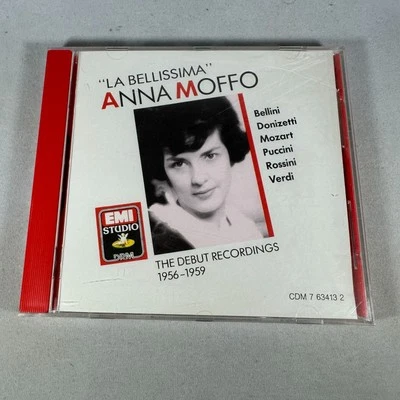 "LA BELLISSIMA"
ANNA MOFFO
Bellini
Donizetti
Mozart
Puccini
Rossini
Verdi
EMI
STUDIO
DRM
THE DEBUT RECORDINGS
1956-1959
CDM 7 63413 2